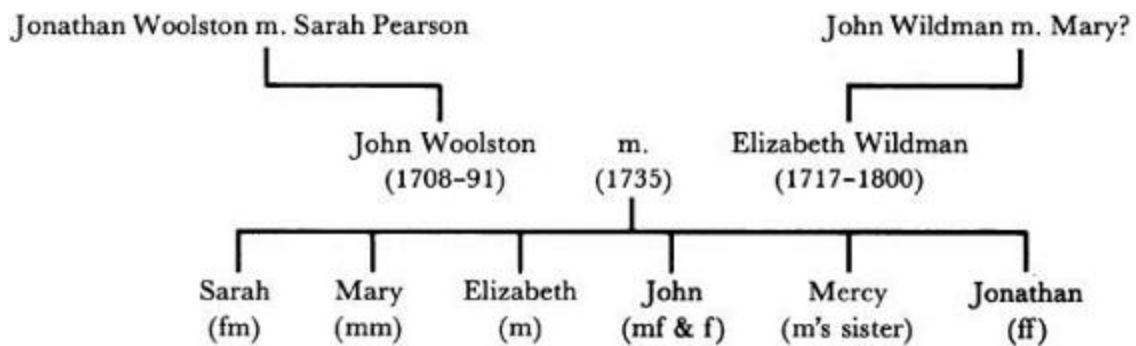 Jonathan Woolston m. Sarah Pearson
John Wildman m. Mary?
John Woolston m. Elizabeth Wildman
(1708–91) (1735) (1717–1800)
Sarah Mary Elizabeth John Mercy Jonathan
(fm) (mm) (m) (mf & f) (m's sister) (ff)